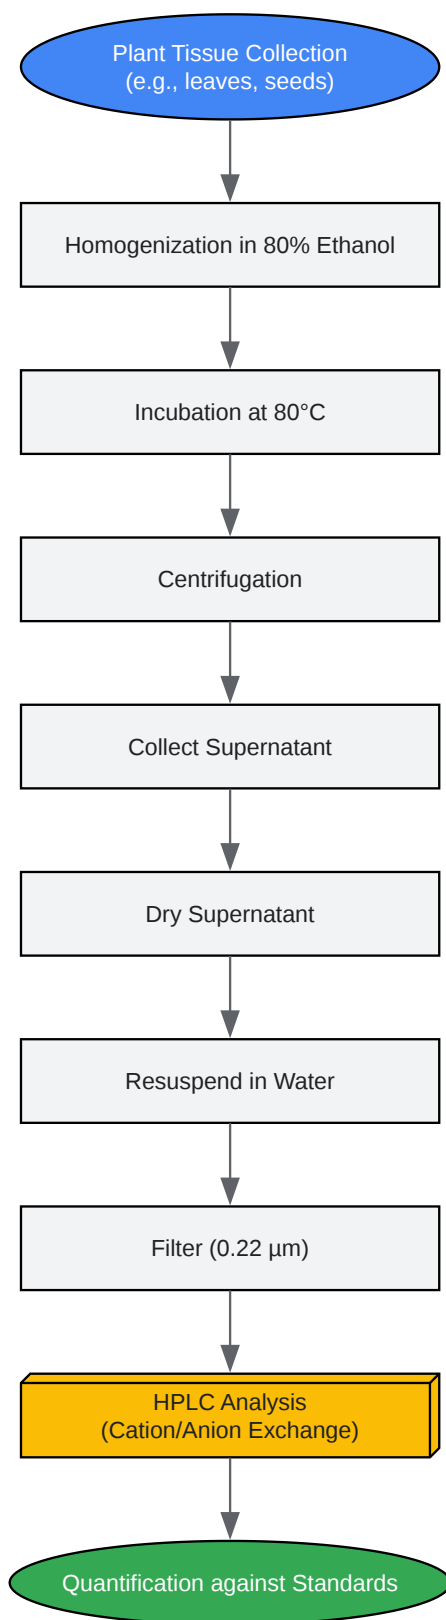 Plant Tissue Collection
(e.g., leaves, seeds)
Homogenization in 80% Ethanol
Incubation at 80°C
Centrifugation
Collect Supernatant
Dry Supernatant
Resuspend in Water
Filter (0.22 µm)
HPLC Analysis
(Cation/Anion Exchange)
Quantification against Standards